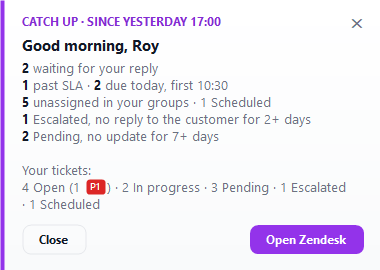 CATCH UP · SINCE YESTERDAY 17:00
Good morning, Roy
2 waiting for your reply
1 past SLA · 2 due today, first 10:30
5 unassigned in your groups · 1 Scheduled
1 Escalated, no reply to the customer for 2+ days
2 Pending, no update for 7+ days
Your tickets:
4 Open (1 P1) · 2 In progress · 3 Pending · 1 Escalated
· 1 Scheduled
Close
Open Zendesk